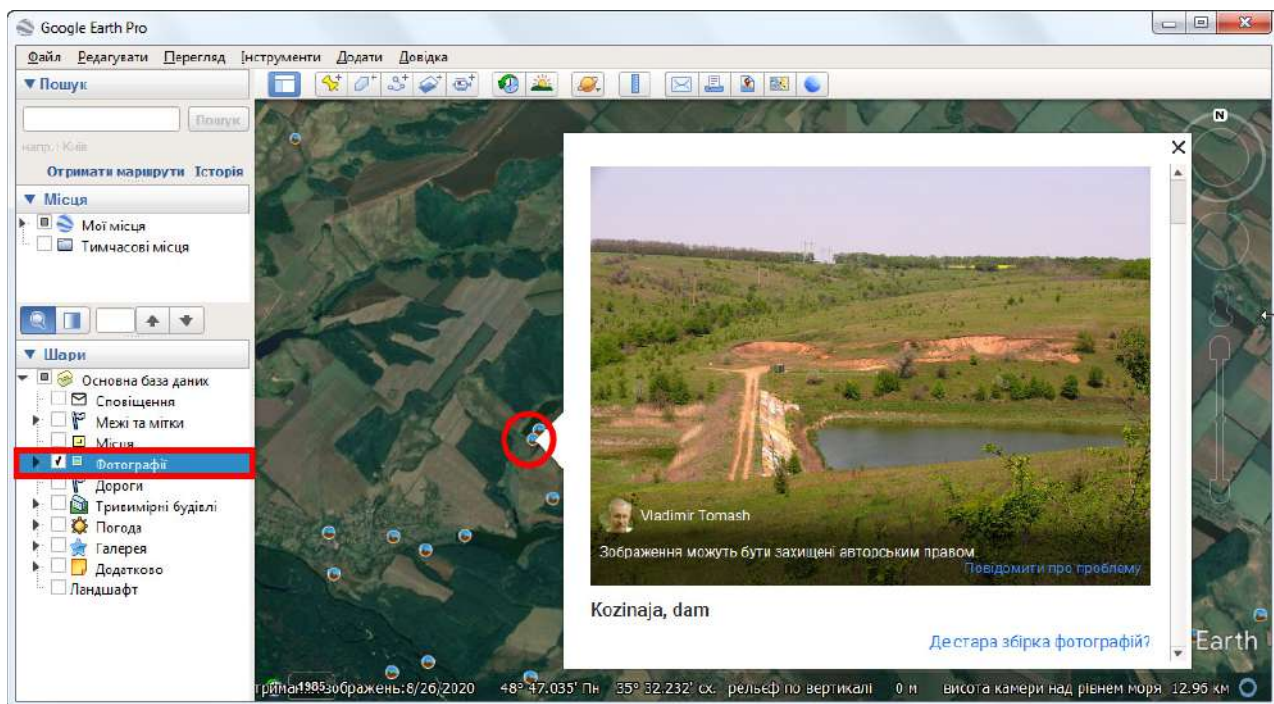 Google Earth Pro
Файл Редагувати Перегляд Інструменти Додати Довідка
Пошук
Пошук
напр.: Київ
Отримати маршрути Історія
Місця
Мої місця
Тимчасові місця
Шари
Основна база даних
Сповіщення
Межі та мітки
Місця
Фотографії
Дороги
Тривимірні будівлі
Погода
Галерея
Додатково
Ландшафт
N
Vladimir Tomash
Зображення можуть бути захищені авторським правом.
Повідомити про проблему.
Kozinaja, dam
Де стара збірка фотографій?
Earth
1985 зображень:8/26/2020 48° 47.035' Пн 35° 32.232' сх. рельєф по вертикалі 0 м висота камери над рівнем моря 12.96 км